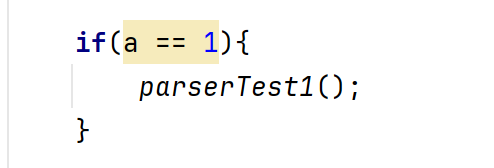 if(a == 1){
    parserTest1();
}